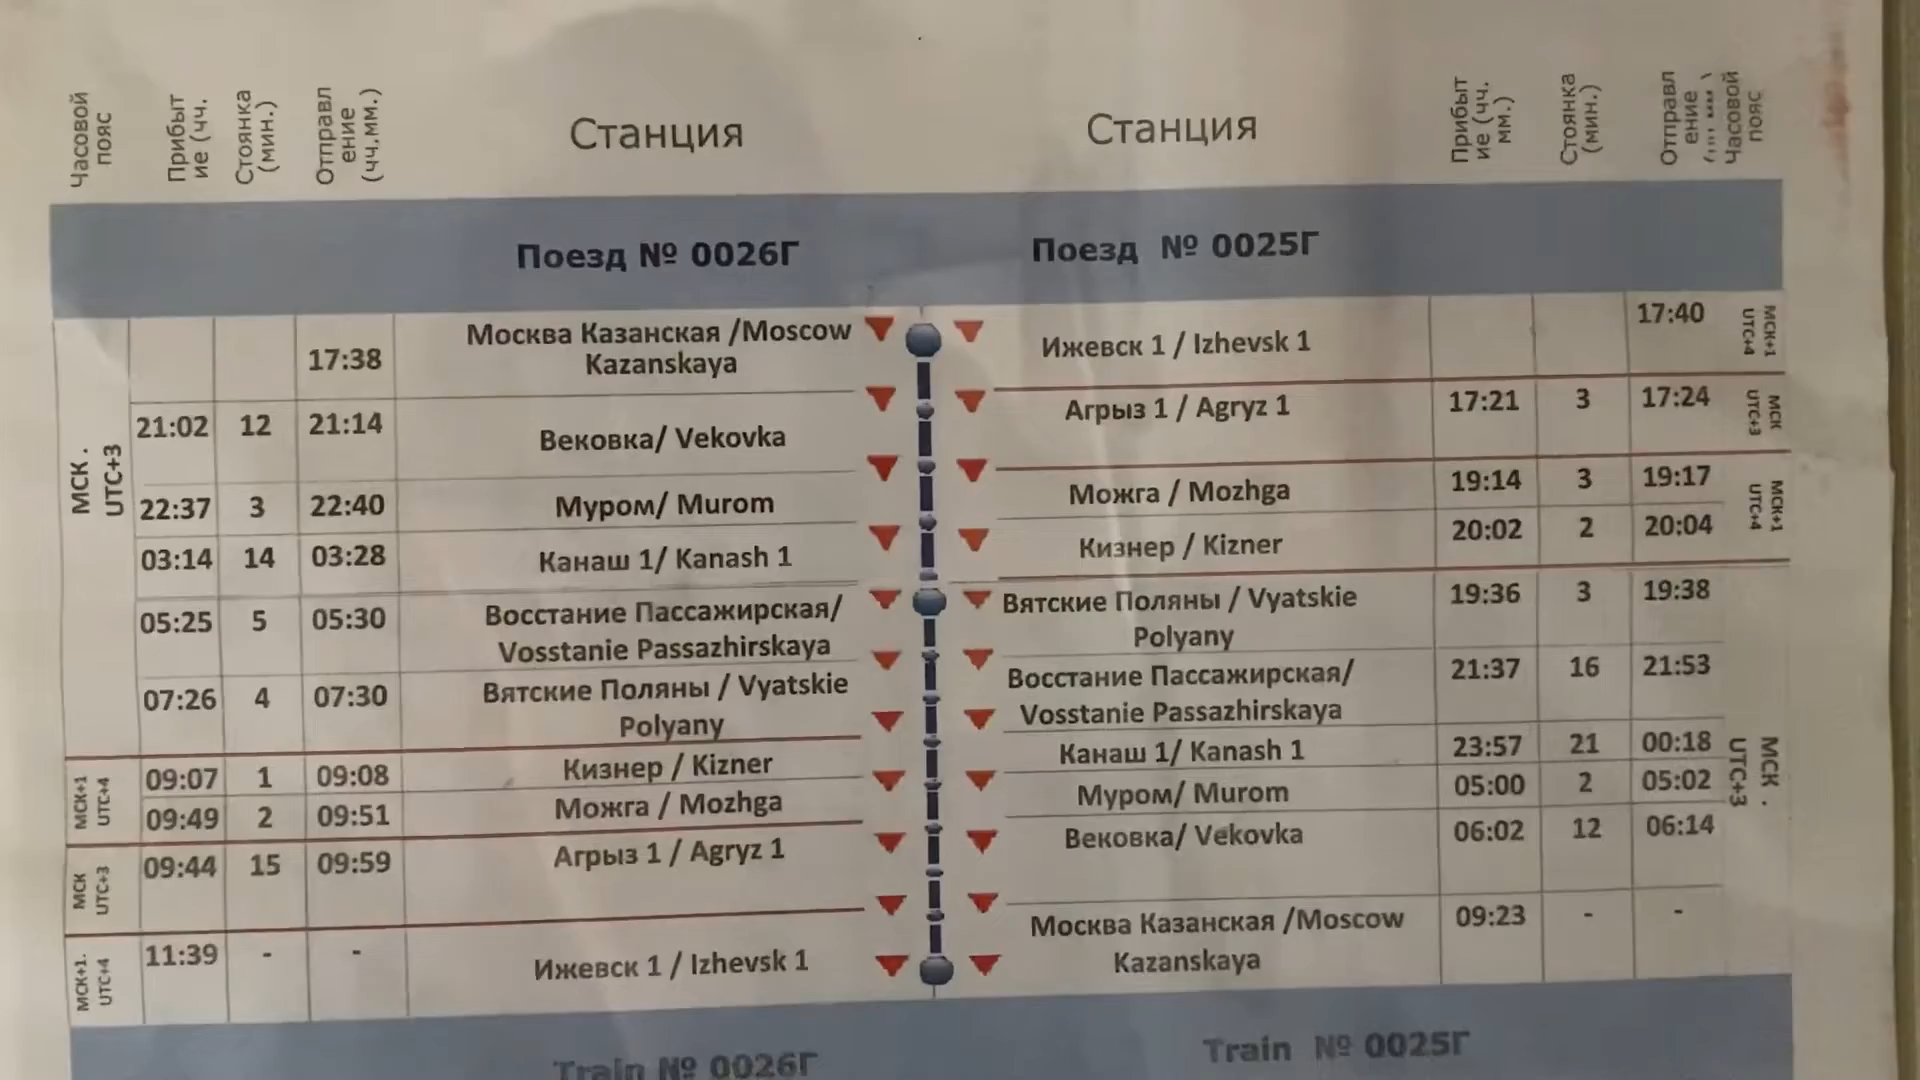 Часовой пояс Прибыт ие (чч. Стоянка (мин.) Отправл ение (чч,мм.) Станция Станция Прибыт ие (чч. мм.) Стоянка (мин.) Отправл ение Часовой пояс
Поезд № 0026Г Поезд № 0025Г
МСК . UTC+3
17:38 Москва Казанская /Moscow Kazanskaya
21:02 12 21:14 Вековка/ Vekovka
22:37 3 22:40 Муром/ Murom
03:14 14 03:28 Канаш 1/ Kanash 1
05:25 5 05:30 Восстание Пассажирская/ Vosstanie Passazhirskaya
07:26 4 07:30 Вятские Поляны / Vyatskie Polyany
МСК+1 UTC+4
09:07 1 09:08 Кизнер / Kizner
09:49 2 09:51 Можга / Mozhga
МСК UTC+3
09:44 15 09:59 Агрыз 1 / Agryz 1
МСК+1. UTC+4
11:39 - - Ижевск 1 / Izhevsk 1
Ижевск 1 / Izhevsk 1 17:40 МСК+1 UTC+4
Агрыз 1 / Agryz 1 17:21 3 17:24 МСК UTC+3
Можга / Mozhga 19:14 3 19:17 МСК+1 UTC+4
Кизнер / Kizner 20:02 2 20:04
Вятские Поляны / Vyatskie Polyany 19:36 3 19:38
Восстание Пассажирская/ Vosstanie Passazhirskaya 21:37 16 21:53
Канаш 1/ Kanash 1 23:57 21 00:18 МСК . UTC+3
Муром/ Murom 05:00 2 05:02
Вековка/ Vekovka 06:02 12 06:14
Москва Казанская /Moscow Kazanskaya 09:23 - -
Train № 0026Г Train № 0025Г